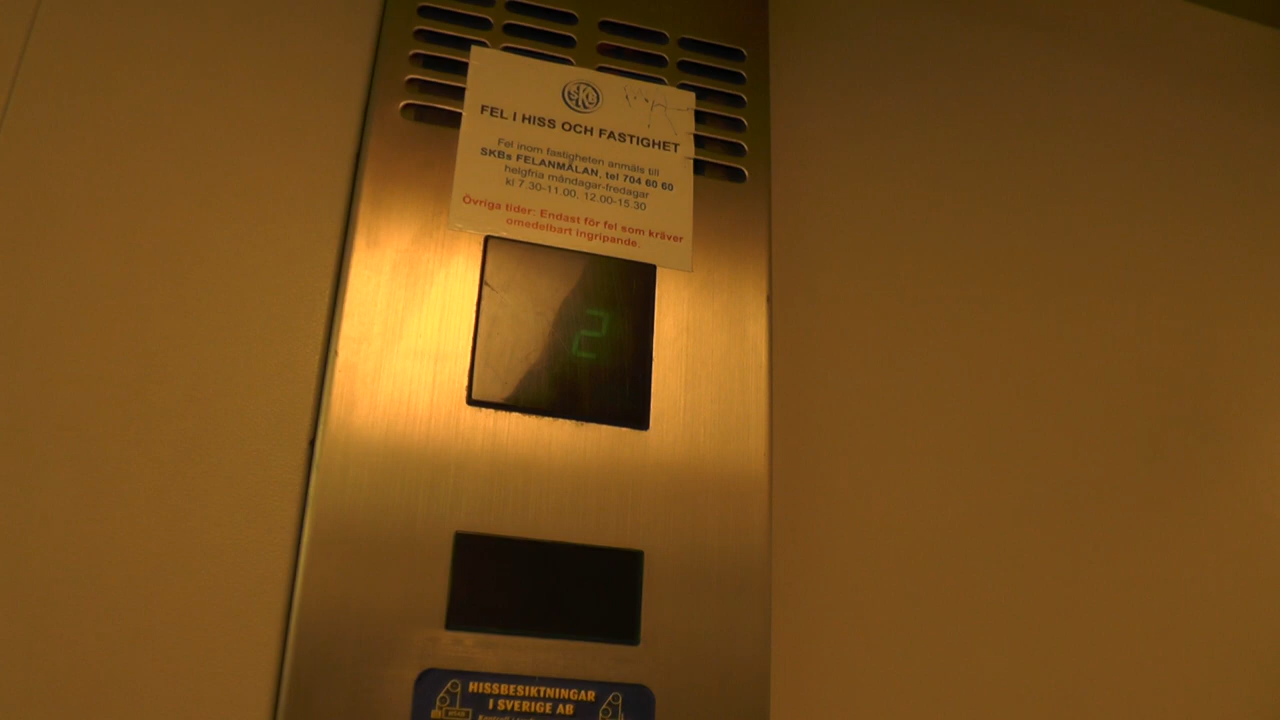 SKB
FEL I HISS OCH FASTIGHET
Fel inom fastigheten anmäls till
SKBs FELANMÄLAN, tel 704 60 60
helgfria måndagar-fredagar
kl 7.30-11.00, 12.00-15.30
Övriga tider: Endast för fel som kräver
omedelbart ingripande.
2
HISSBESIKTNINGAR
I SVERIGE AB